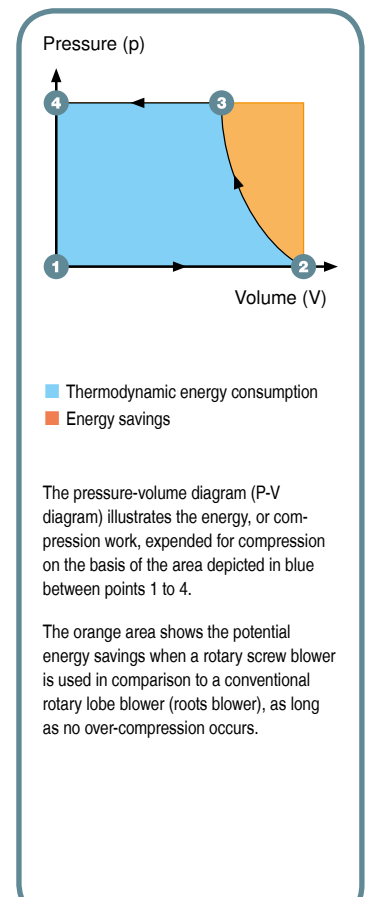 Pressure (p)
4
3
1
2
Volume (V)
Thermodynamic energy consumption
Energy savings
The pressure-volume diagram (P-V
diagram) illustrates the energy, or com-
pression work, expended for compression
on the basis of the area depicted in blue
between points 1 to 4.
The orange area shows the potential
energy savings when a rotary screw blower
is used in comparison to a conventional
rotary lobe blower (roots blower), as long
as no over-compression occurs.